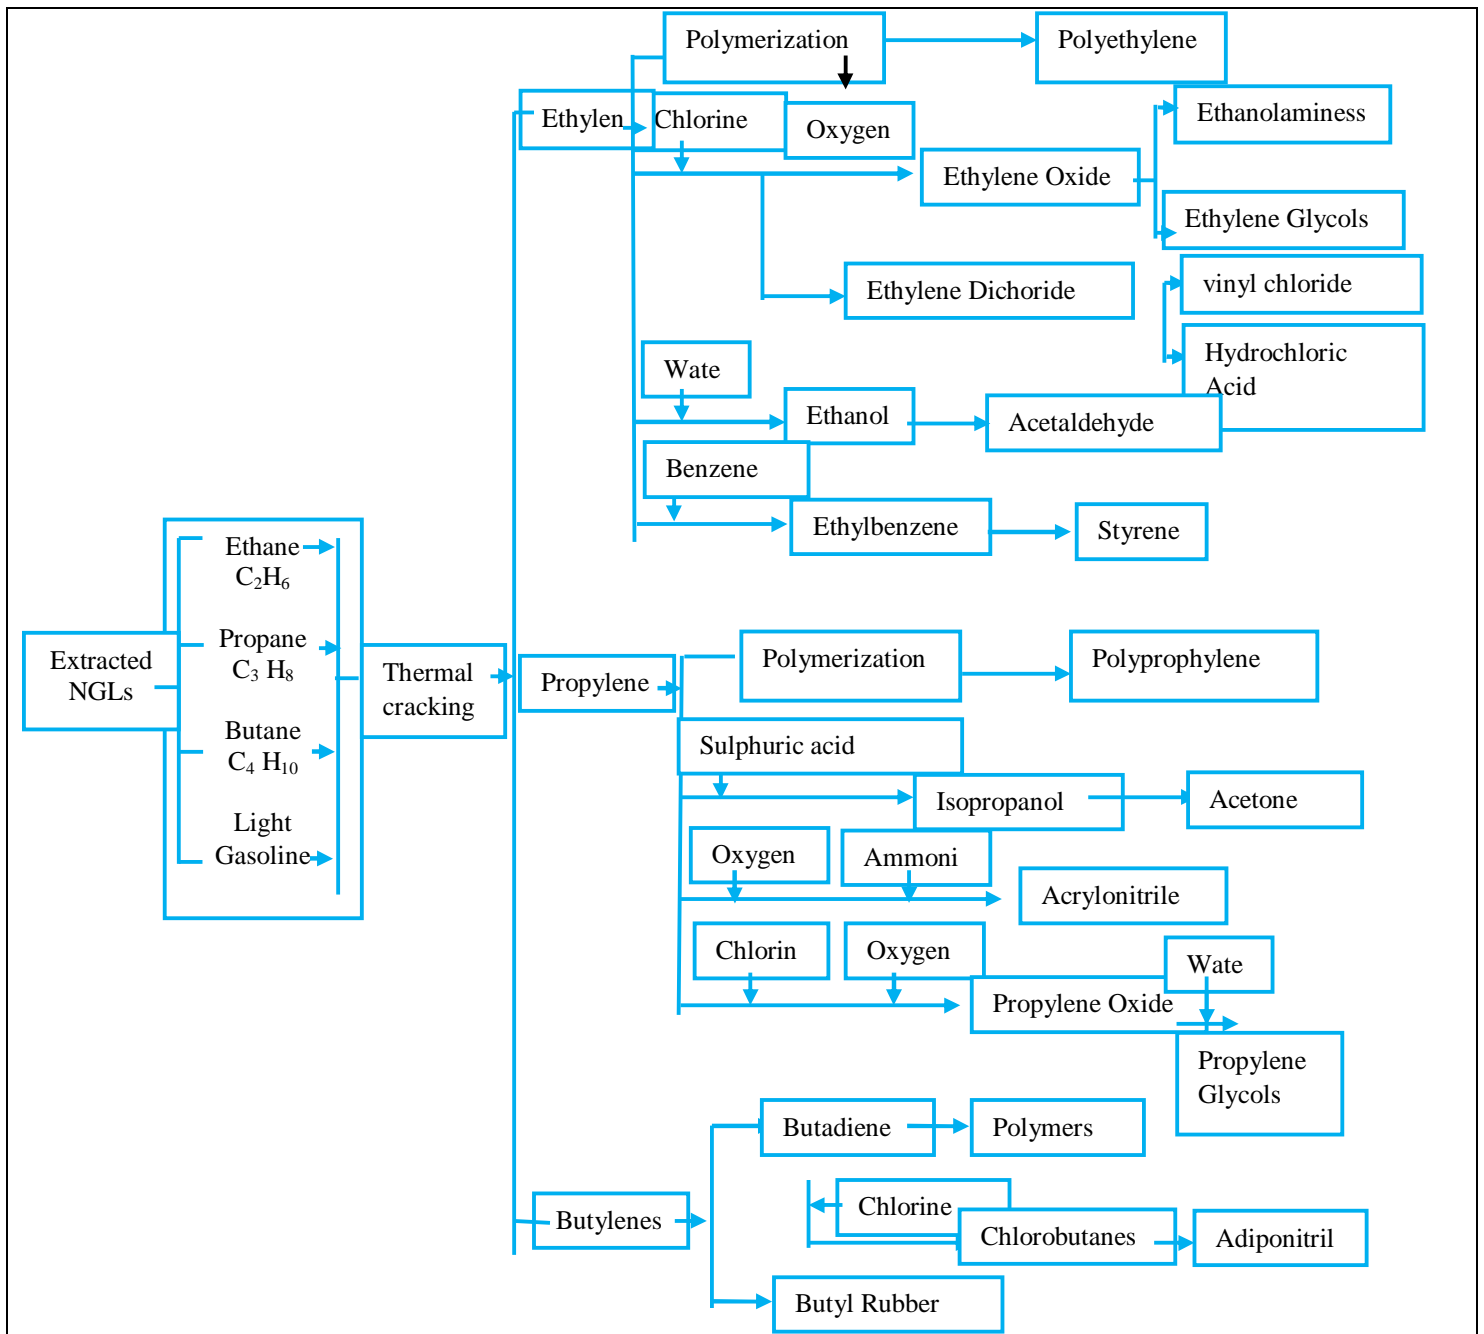 Polymerization
Polyethylene
Ethylen
Chlorine
Oxygen
Ethanolaminess
Ethylene Oxide
Ethylene Glycols
Ethylene Dichoride
vinyl chloride
Hydrochloric
Acid
Wate
Ethanol
Acetaldehyde
Benzene
Ethylbenzene
Styrene
Ethane
C₂H₆
Propane
C₃ H₈
Butane
C₄ H₁₀
Light
Gasoline
Extracted
NGLs
Thermal
cracking
Propylene
Polymerization
Polyprophylene
Sulphuric acid
Isopropanol
Acetone
Oxygen
Ammoni
Acrylonitrile
Chlorin
Oxygen
Wate
Propylene Oxide
Propylene
Glycols
Butadiene
Polymers
Butylenes
Chlorine
Chlorobutanes
Adiponitril
Butyl Rubber